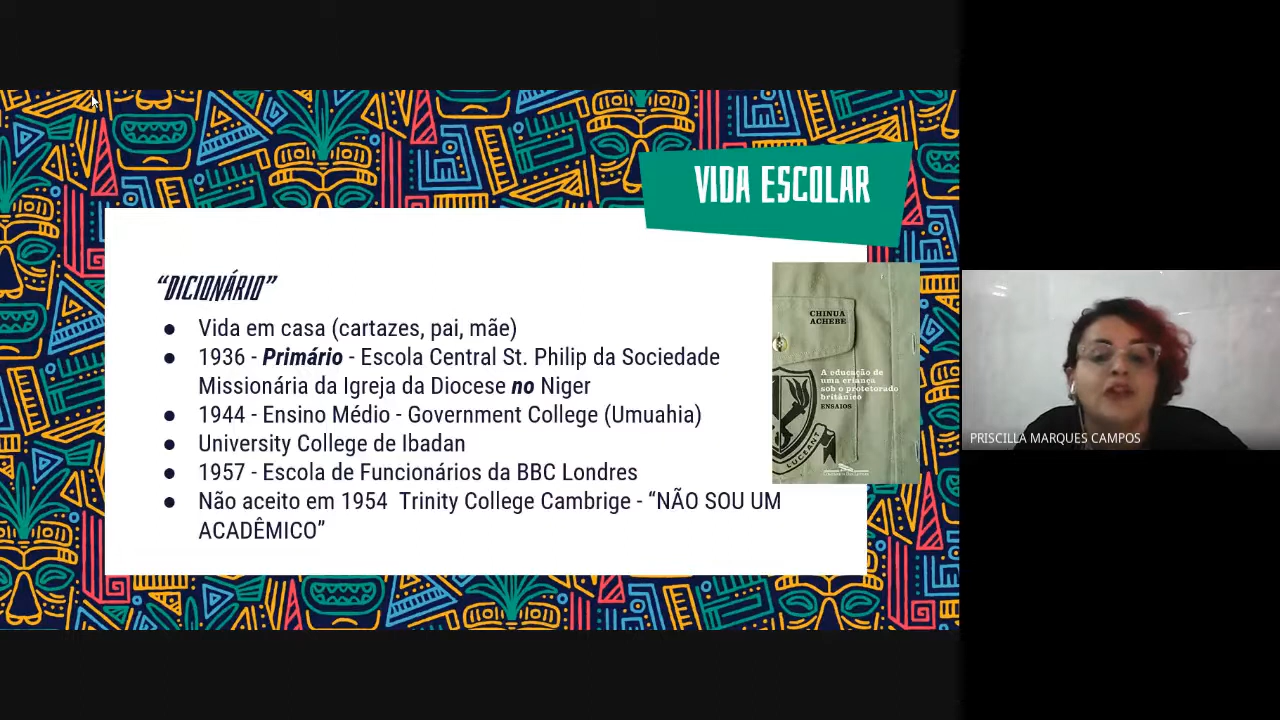 VIDA ESCOLAR
“DICIONÁRIO”
● Vida em casa (cartazes, pai, mãe)
● 1936 - Primário - Escola Central St. Philip da Sociedade
Missionária da Igreja da Diocese no Niger
● 1944 - Ensino Médio - Government College (Umuahia)
● University College de Ibadan
● 1957 - Escola de Funcionários da BBC Londres
● Não aceito em 1954 Trinity College Cambrige - “NÃO SOU UM
ACADÊMICO”
CHINUA
ACHEBE
A educação de
uma criança
sob o protetorado
britânico
ENSAIOS
LUCEANT
PRISCILLA MARQUES CAMPOS